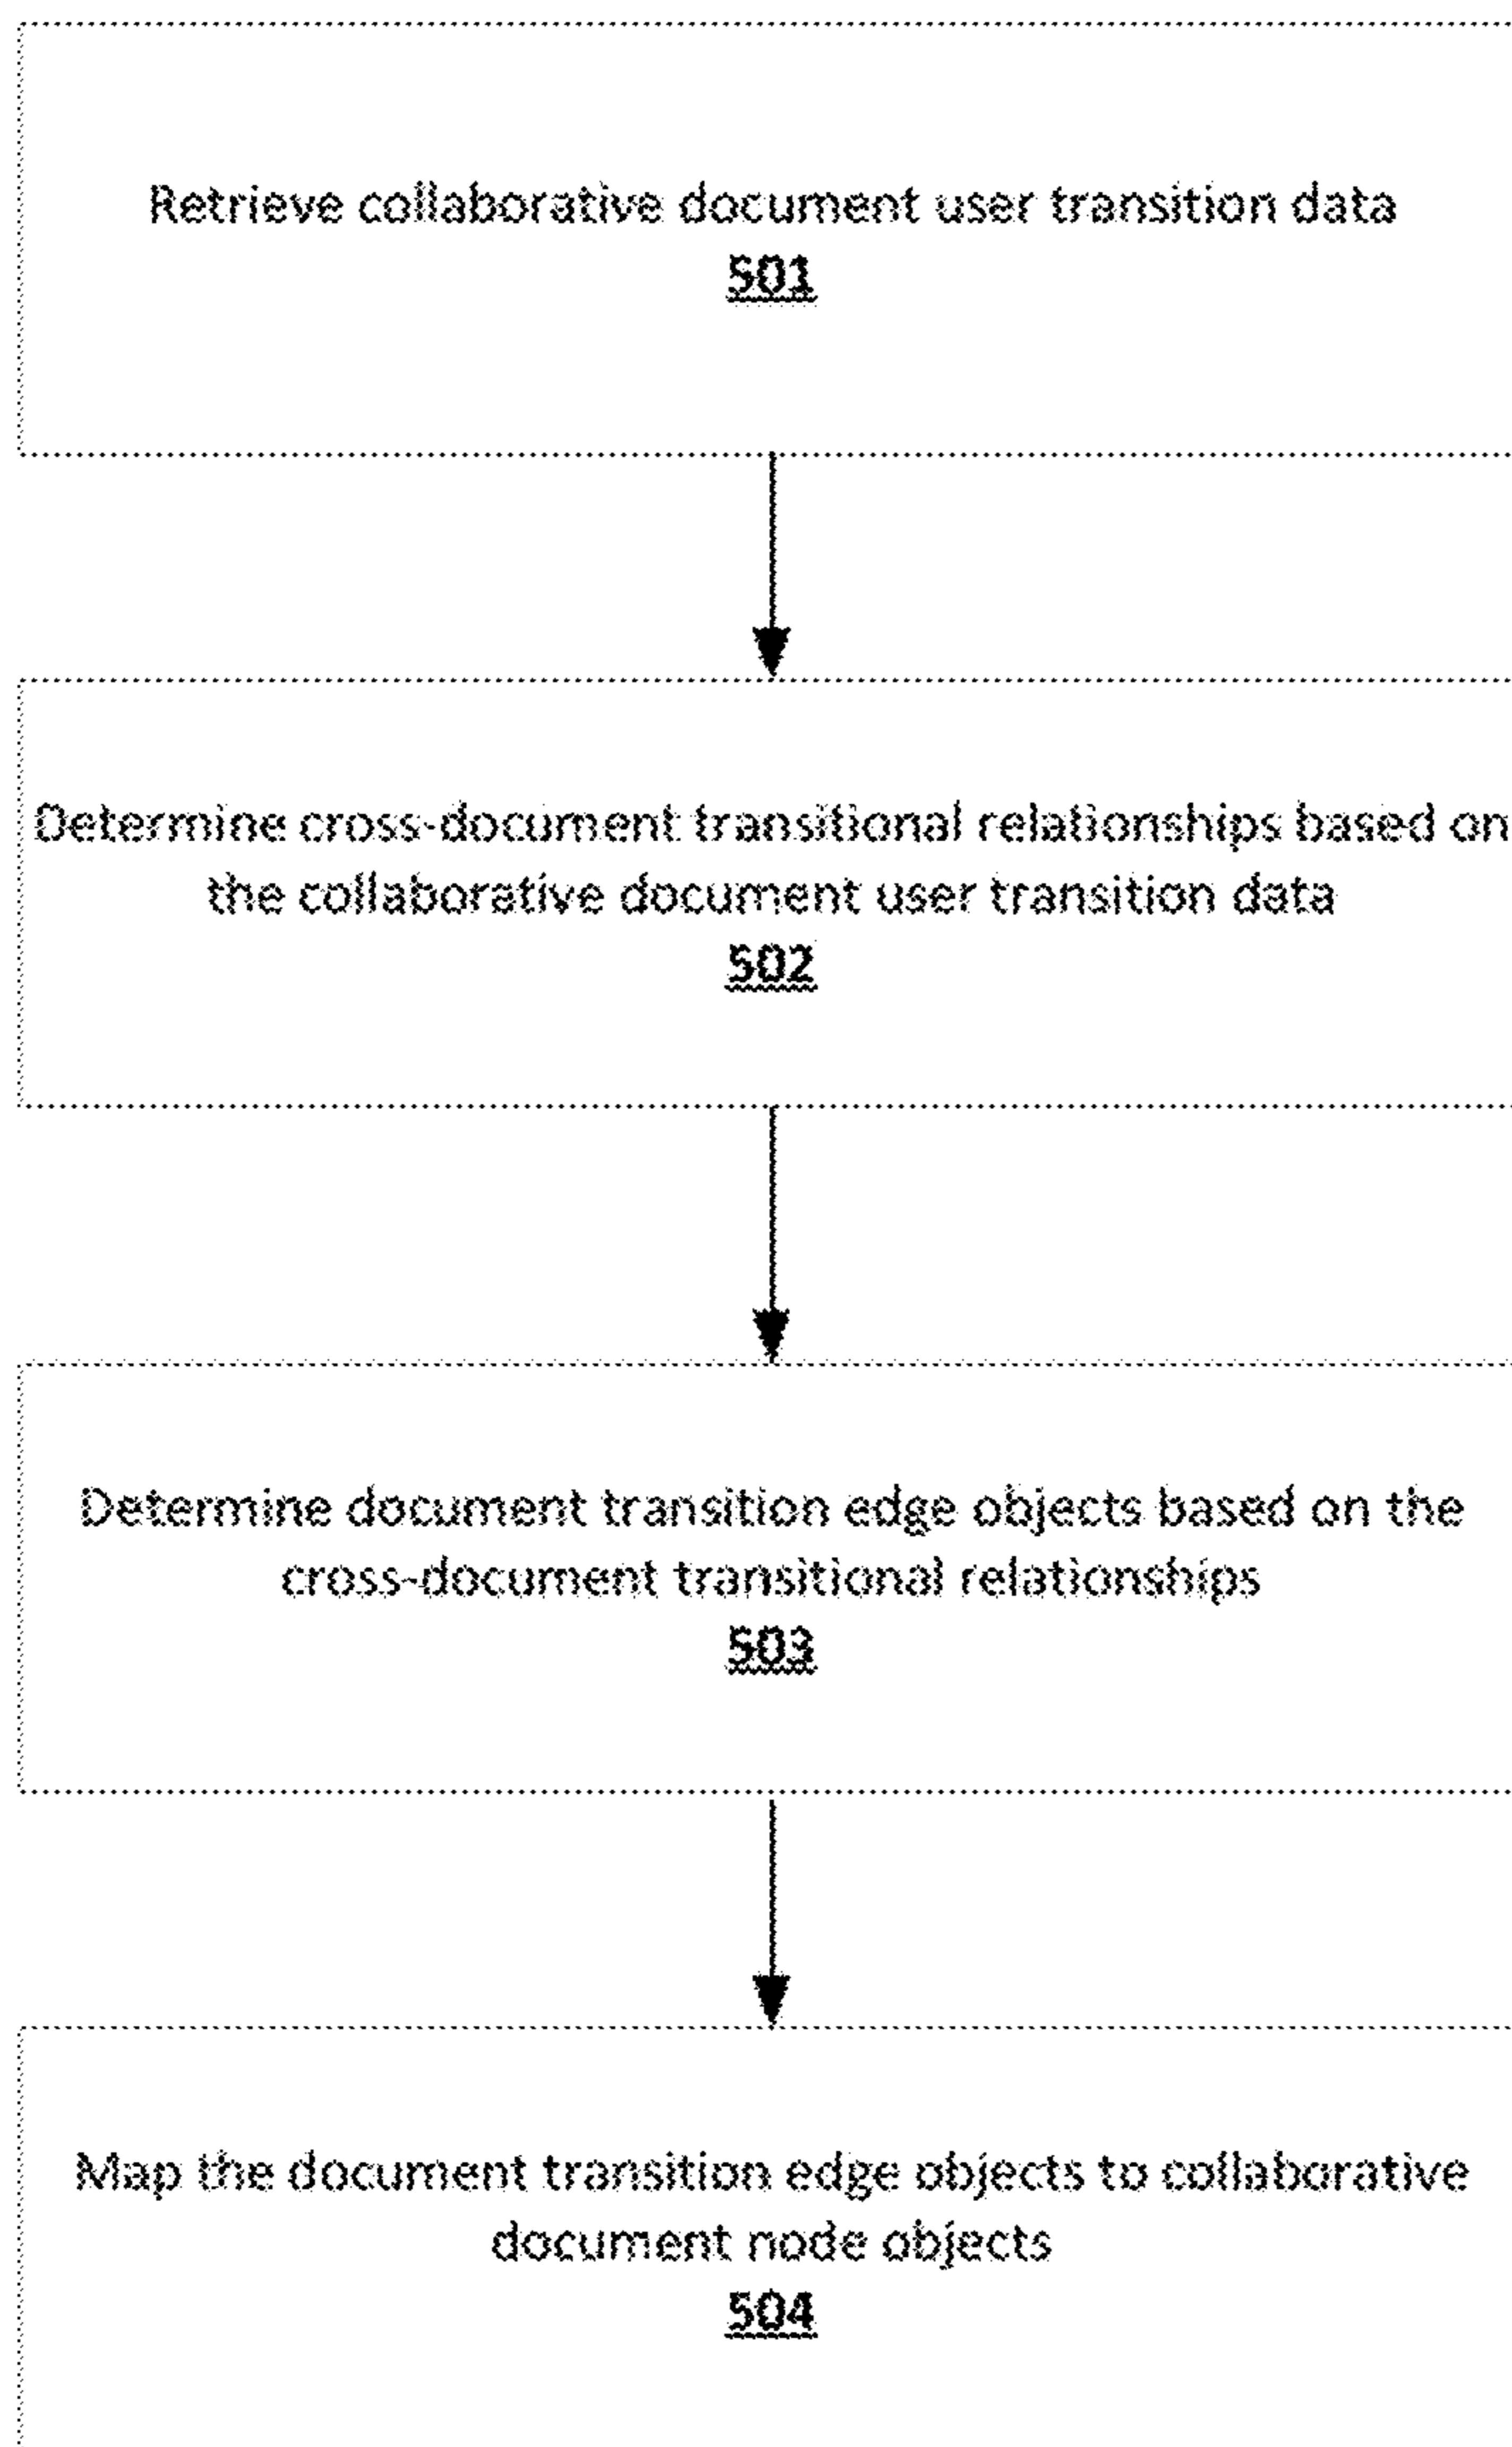 Retrieve collaborative document user transition data
501
Determine cross-document transitional relationships based on
the collaborative document user transition data
502
Determine document transition edge objects based on the
cross-document transitional relationships
503
Map the document transition edge objects to collaborative
document node objects
504